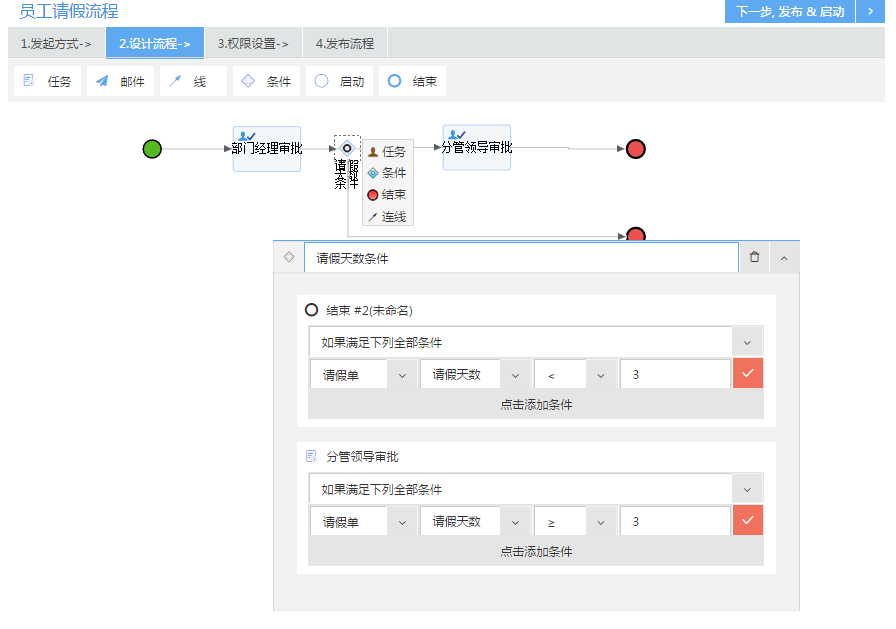 员工请假流程
下一步, 发布 & 启动
1.发起方式->
2.设计流程->
3.权限设置->
4.发布流程
任务
邮件
线
条件
启动
结束
部门经理审批
请假
天数
条件
任务
条件
结束
连线
分管领导审批
请假天数条件
结束 #2(未命名)
如果满足下列全部条件
请假单
请假天数
<
3
点击添加条件
分管领导审批
如果满足下列全部条件
请假单
请假天数
≥
3
点击添加条件